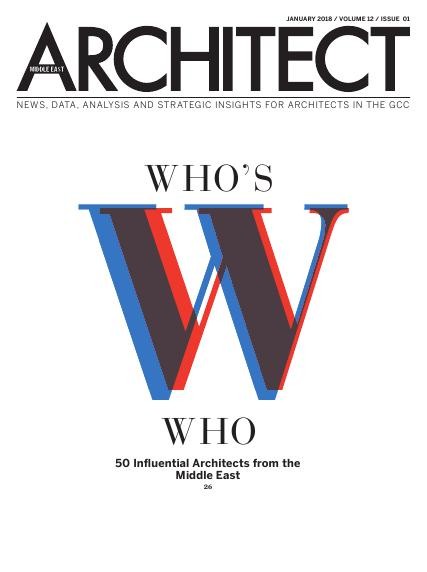 JANUARY 2018 / VOLUME 12 / ISSUE 01
ARCHITECT
MIDDLE EAST
NEWS, DATA, ANALYSIS AND STRATEGIC INSIGHTS FOR ARCHITECTS IN THE GCC
WHO'S
W
WHO
50 Influential Architects from the
Middle East
26